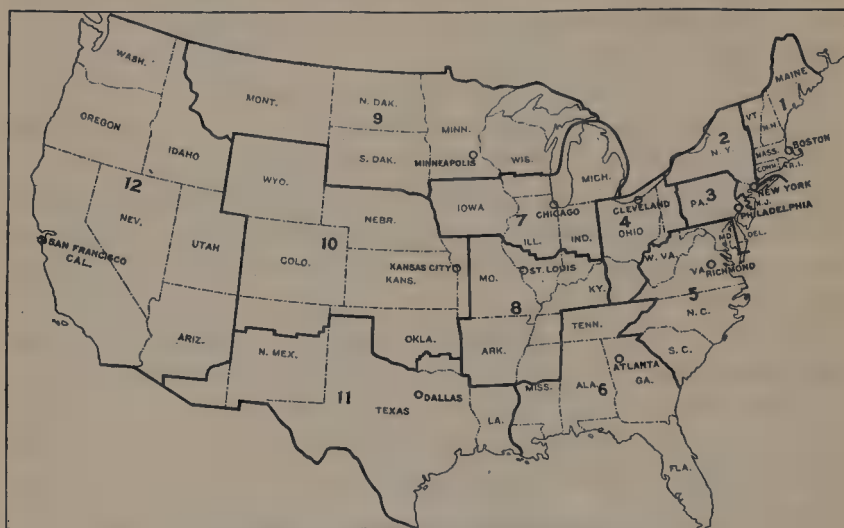 WASH.
MONT.
N. DAK.
9
MINN.
MAINE
1
VT.
N.H.
2
N.Y.
MASS.
BOSTON
CONN.
R.I.
OREGON
IDAHO
S. DAK.
MINNEAPOLIS
WIS.
MICH.
12
WYO.
NEW YORK
PA.
3
N.J.
PHILADELPHIA
NEV.
NEBR.
IOWA
7
CHICAGO
CLEVELAND
4
OHIO
MD.
DEL.
SAN FRANCISCO
CAL.
UTAH
10
COLO.
KANSAS CITY
KANS.
ILL.
IND.
W. VA.
VA.
RICHMOND
MO.
ST. LOUIS
KY.
5
N.C.
8
ARIZ.
N. MEX.
OKLA.
ARK.
TENN.
S.C.
ATLANTA
GA.
11
TEXAS
DALLAS
MISS.
ALA.
6
LA.
FLA.